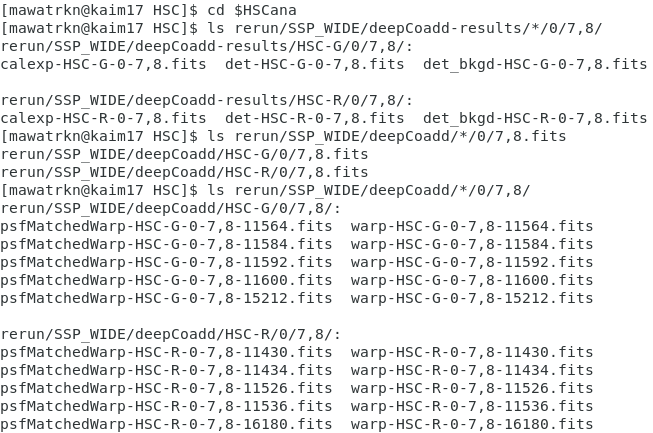 [mawatrkn@kaim17 HSC]$ cd $HSCana
[mawatrkn@kaim17 HSC]$ ls rerun/SSP_WIDE/deepCoadd-results/*/0/7,8/
rerun/SSP_WIDE/deepCoadd-results/HSC-G/0/7,8/:
calexp-HSC-G-0-7,8.fits  det-HSC-G-0-7,8.fits  det_bkgd-HSC-G-0-7,8.fits
rerun/SSP_WIDE/deepCoadd-results/HSC-R/0/7,8/:
calexp-HSC-R-0-7,8.fits  det-HSC-R-0-7,8.fits  det_bkgd-HSC-R-0-7,8.fits
[mawatrkn@kaim17 HSC]$ ls rerun/SSP_WIDE/deepCoadd/*/0/7,8.fits
rerun/SSP_WIDE/deepCoadd/HSC-G/0/7,8.fits
rerun/SSP_WIDE/deepCoadd/HSC-R/0/7,8.fits
[mawatrkn@kaim17 HSC]$ ls rerun/SSP_WIDE/deepCoadd/*/0/7,8/
rerun/SSP_WIDE/deepCoadd/HSC-G/0/7,8/:
psfMatchedWarp-HSC-G-0-7,8-11564.fits  warp-HSC-G-0-7,8-11564.fits
psfMatchedWarp-HSC-G-0-7,8-11584.fits  warp-HSC-G-0-7,8-11584.fits
psfMatchedWarp-HSC-G-0-7,8-11592.fits  warp-HSC-G-0-7,8-11592.fits
psfMatchedWarp-HSC-G-0-7,8-11600.fits  warp-HSC-G-0-7,8-11600.fits
psfMatchedWarp-HSC-G-0-7,8-15212.fits  warp-HSC-G-0-7,8-15212.fits
rerun/SSP_WIDE/deepCoadd/HSC-R/0/7,8/:
psfMatchedWarp-HSC-R-0-7,8-11430.fits  warp-HSC-R-0-7,8-11430.fits
psfMatchedWarp-HSC-R-0-7,8-11434.fits  warp-HSC-R-0-7,8-11434.fits
psfMatchedWarp-HSC-R-0-7,8-11526.fits  warp-HSC-R-0-7,8-11526.fits
psfMatchedWarp-HSC-R-0-7,8-11536.fits  warp-HSC-R-0-7,8-11536.fits
psfMatchedWarp-HSC-R-0-7,8-16180.fits  warp-HSC-R-0-7,8-16180.fits